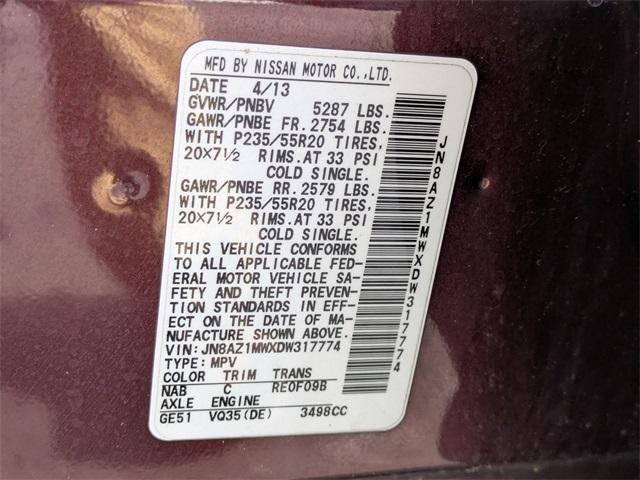 MFD BY NISSAN MOTOR CO.,LTD.
DATE 4/13
GVWR/PNBV 5287 LBS.
GAWR/PNBE FR. 2754 LBS.
WITH P235/55R20 TIRES,
20X7½ RIMS.AT 33 PSI
COLD SINGLE.
GAWR/PNBE RR. 2579 LBS.
WITH P235/55R20 TIRES,
20X7½ RIMS.AT 33 PSI
COLD SINGLE.
THIS VEHICLE CONFORMS
TO ALL APPLICABLE FED-
ERAL MOTOR VEHICLE SA-
FETY AND THEFT PREVEN-
TION STANDARDS IN EFF-
ECT ON THE DATE OF MA-
NUFACTURE SHOWN ABOVE.
VIN: JN8AZ1MWXDW317774
TYPE: MPV
COLOR TRIM TRANS
NAB C RE0F09B
AXLE ENGINE
GE51 VQ35(DE) 3498CC
JN8AZ1MWXDW317774